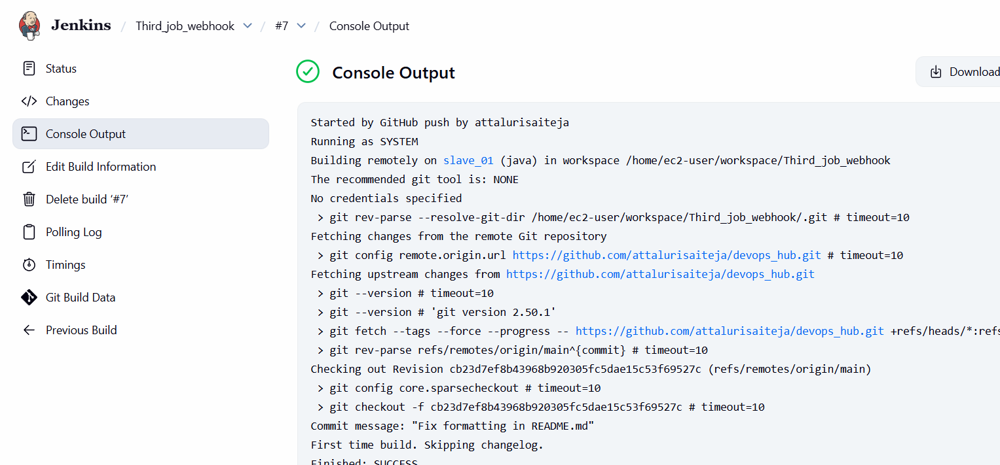 Jenkins / Third_job_webhook / #7 / Console Output
Status
Changes
Console Output
Edit Build Information
Delete build ‘#7’
Polling Log
Timings
Git Build Data
Previous Build
Console Output
Download
Started by GitHub push by attalurisaiteja
Running as SYSTEM
Building remotely on slave_01 (java) in workspace /home/ec2-user/workspace/Third_job_webhook
The recommended git tool is: NONE
No credentials specified
> git rev-parse --resolve-git-dir /home/ec2-user/workspace/Third_job_webhook/.git # timeout=10
Fetching changes from the remote Git repository
> git config remote.origin.url https://github.com/attalurisaiteja/devops_hub.git # timeout=10
Fetching upstream changes from https://github.com/attalurisaiteja/devops_hub.git
> git --version # timeout=10
> git --version # 'git version 2.50.1'
> git fetch --tags --force --progress -- https://github.com/attalurisaiteja/devops_hub.git +refs/heads/*:refs
> git rev-parse refs/remotes/origin/main^{commit} # timeout=10
Checking out Revision cb23d7ef8b43968b920305fc5dae15c53f69527c (refs/remotes/origin/main)
> git config core.sparsecheckout # timeout=10
> git checkout -f cb23d7ef8b43968b920305fc5dae15c53f69527c # timeout=10
Commit message: "Fix formatting in README.md"
First time build. Skipping changelog.
Finished: SUCCESS